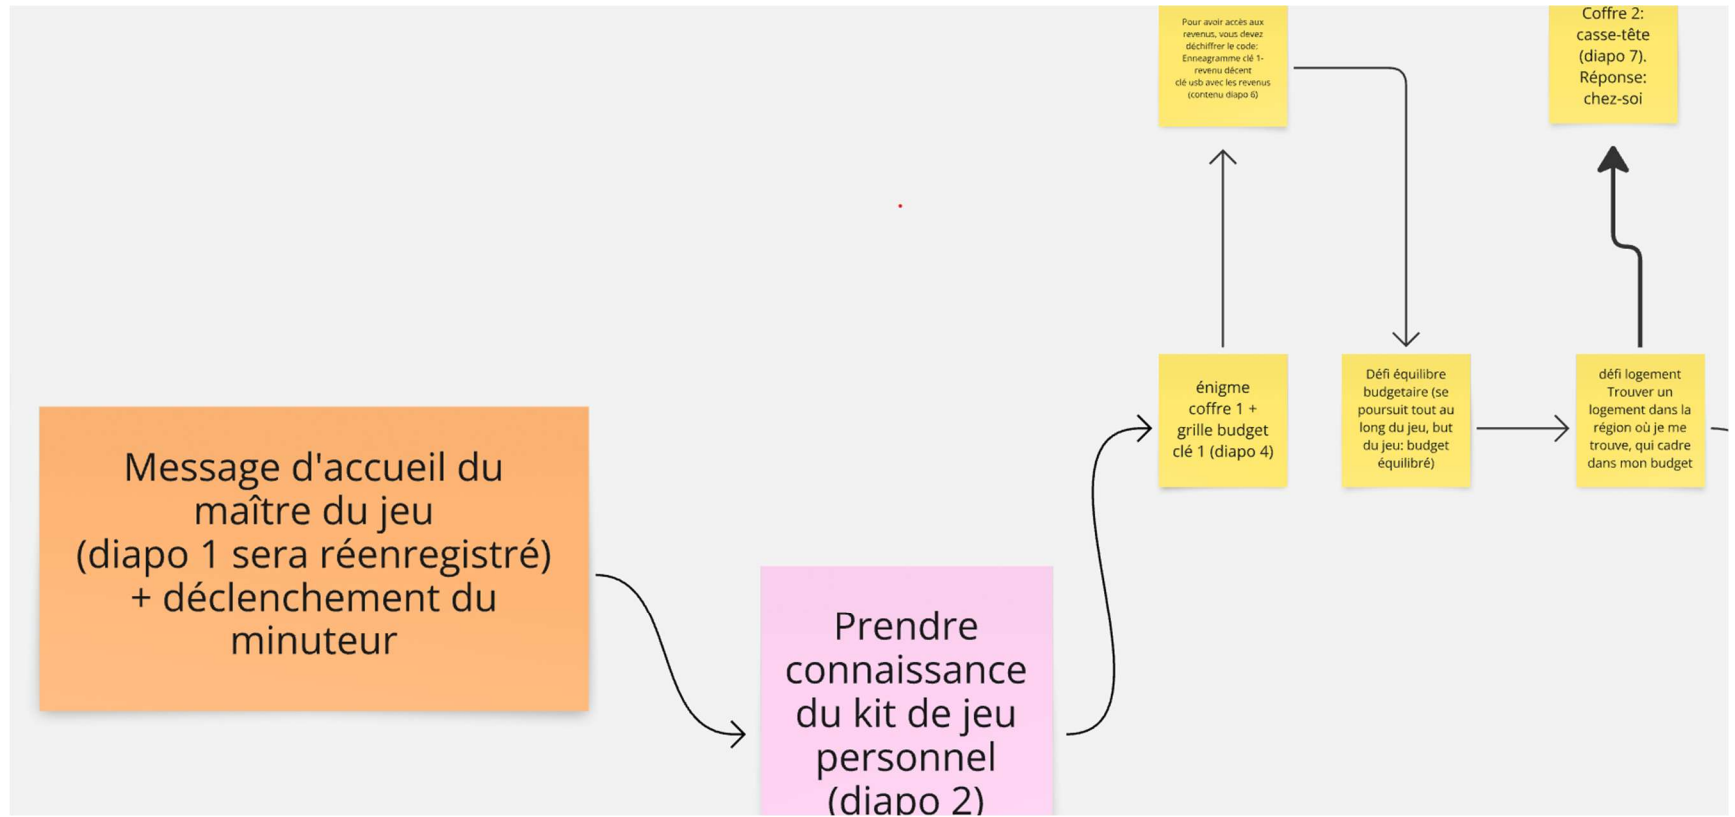 Message d'accueil du
maître du jeu
(diapo 1 sera réenregistré)
+ déclenchement du
minuteur
Prendre
connaissance
du kit de jeu
personnel
(diapo 2)
énigme
coffre 1 +
grille budget
clé 1 (diapo 4)
Pour avoir accès aux
revenus, vous devez
déchiffrer le code:
Enneagramme clé 1-
revenu décent
clé usb avec les revenus
(contenu diapo 6)
Défi équilibre
budgetaire (se
poursuit tout au
long du jeu, but
du jeu: budget
équilibré)
défi logement
Trouver un
logement dans la
région où je me
trouve, qui cadre
dans mon budget
Coffre 2:
casse-tête
(diapo 7).
Réponse:
chez-soi